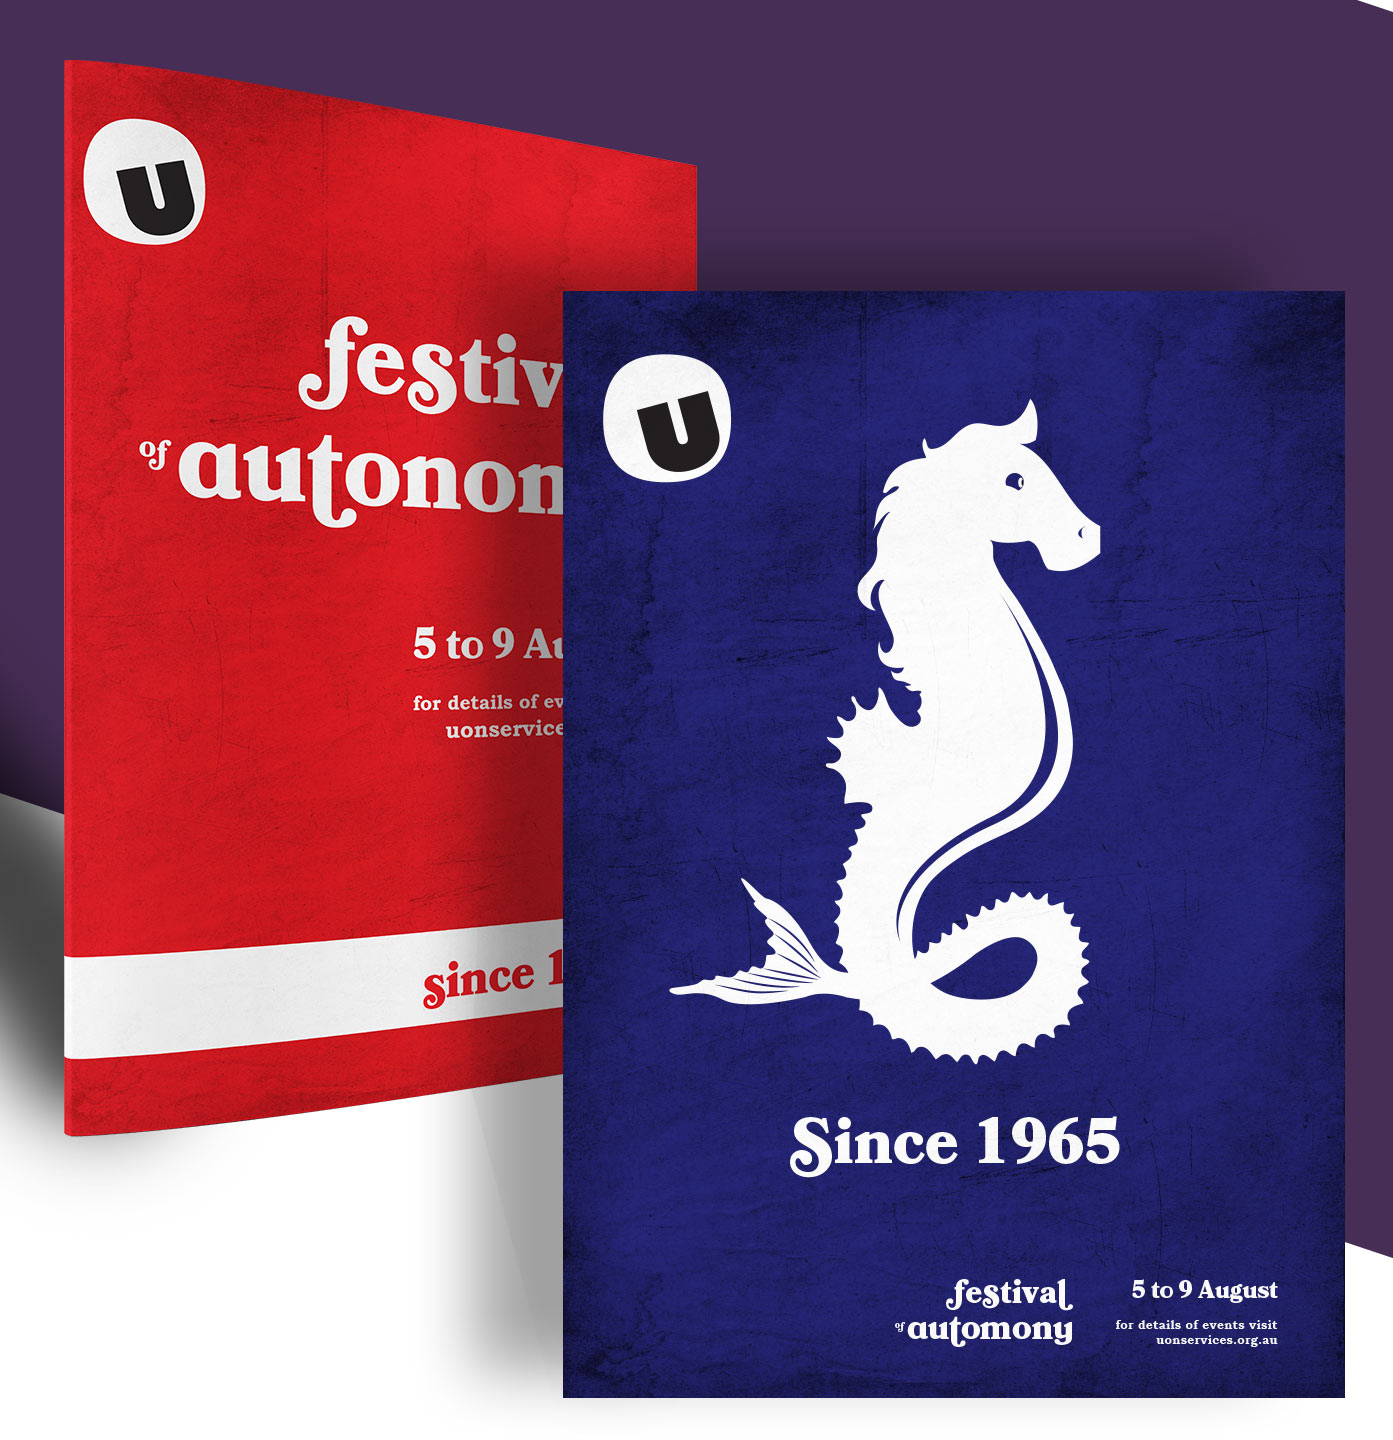 U
festiv
of autonom
5 to 9 Au
for details of ev
uonservice
since 1
U
Since 1965
festival
of automony
5 to 9 August
for details of events visit
uonservices.org.au